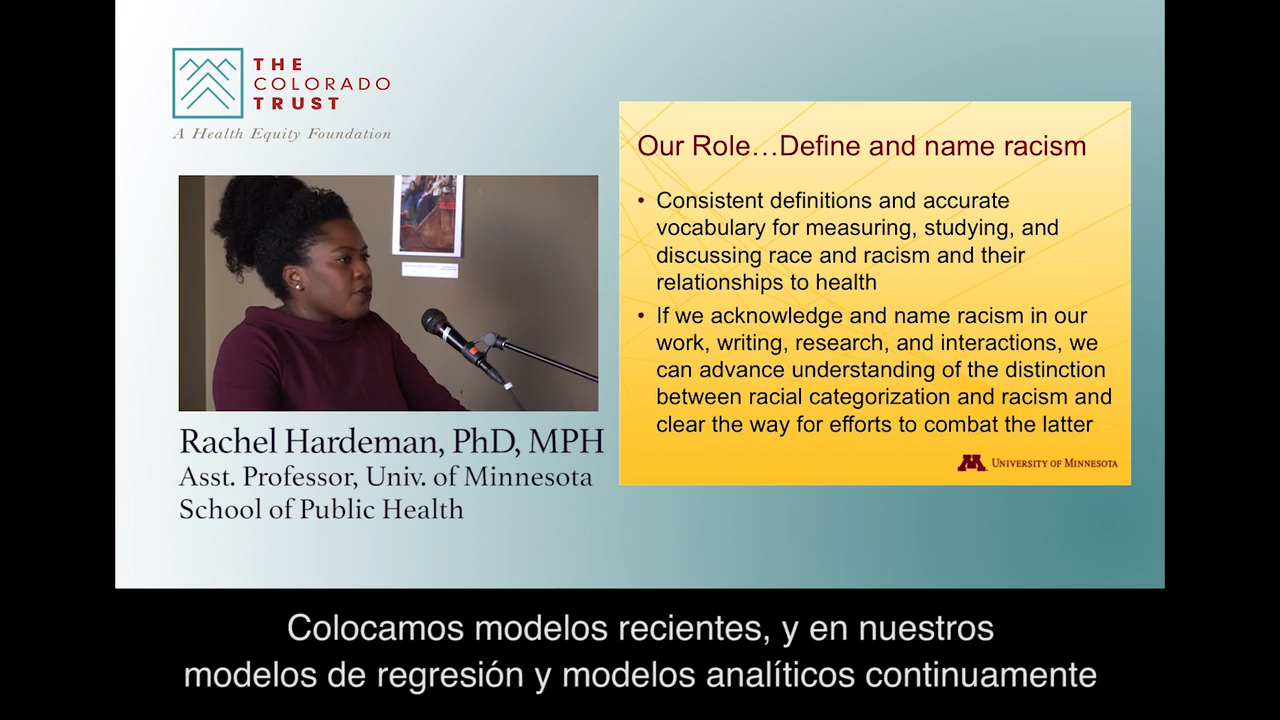 THE
COLORADO
TRUST
A Health Equity Foundation
Rachel Hardeman, PhD, MPH
Asst. Professor, Univ. of Minnesota
School of Public Health
Our Role…Define and name racism
• Consistent definitions and accurate
vocabulary for measuring, studying, and
discussing race and racism and their
relationships to health
• If we acknowledge and name racism in our
work, writing, research, and interactions, we
can advance understanding of the distinction
between racial categorization and racism and
clear the way for efforts to combat the latter
M UNIVERSITY OF MINNESOTA
Colocamos modelos recientes, y en nuestros
modelos de regresión y modelos analíticos continuamente